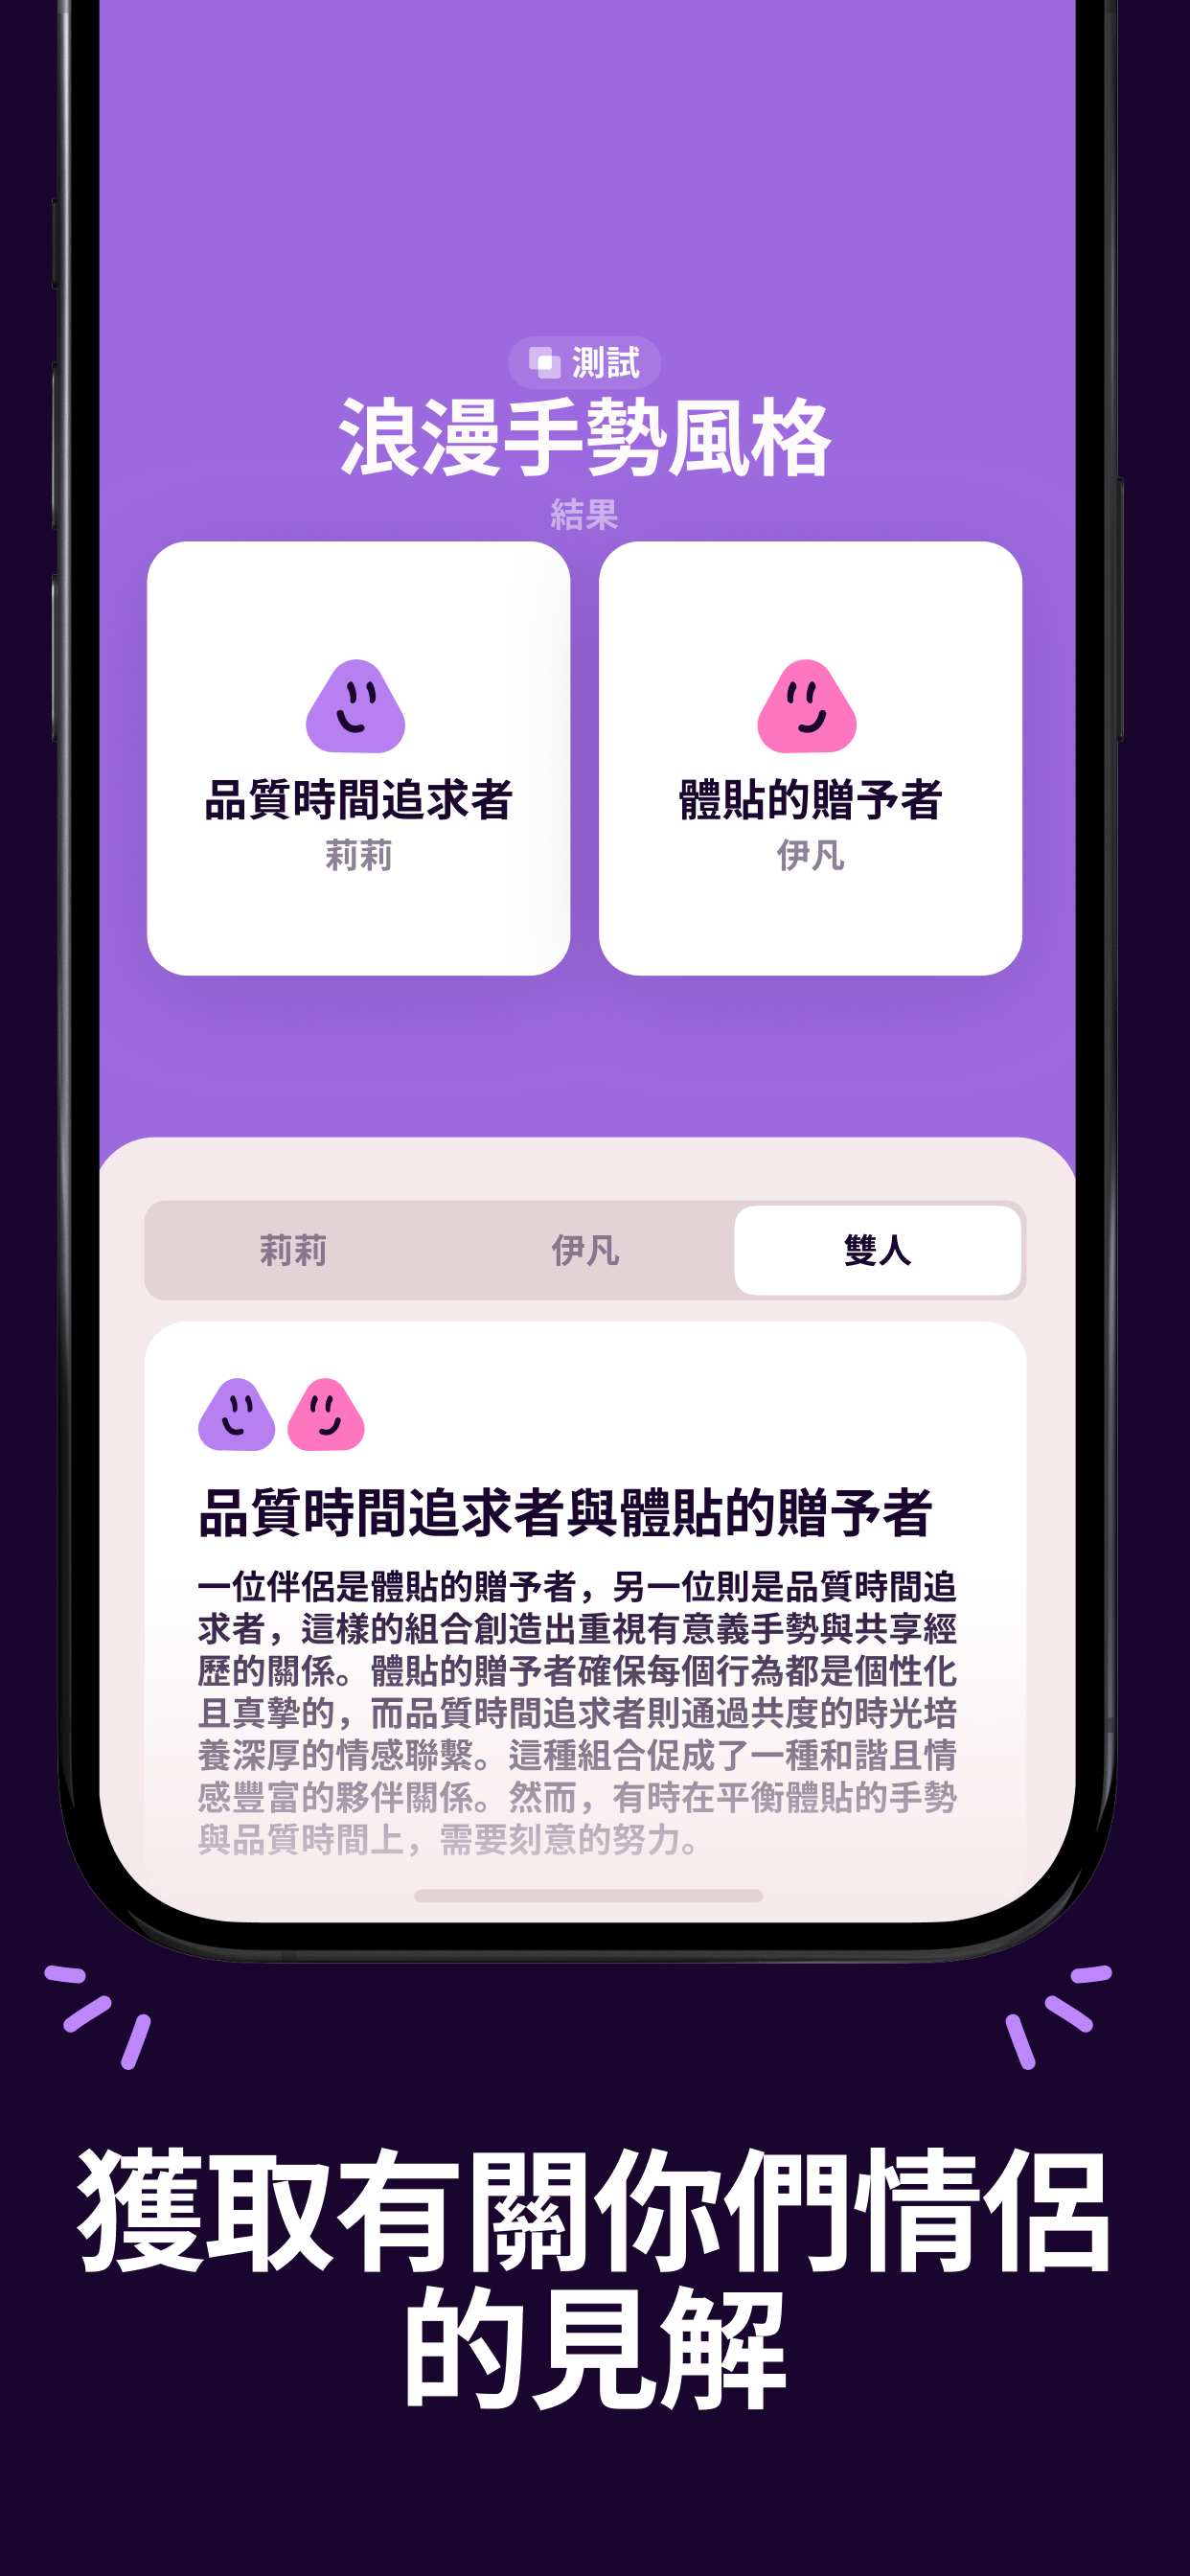 測試
浪漫手勢風格
結果
品質時間追求者
莉莉
體貼的贈予者
伊凡
莉莉
伊凡
雙人
品質時間追求者與體貼的贈予者
一位伴侶是體貼的贈予者，另一位則是品質時間追
求者，這樣的組合創造出重視有意義手勢與共享經
歷的關係。體貼的贈予者確保每個行為都是個性化
且真摯的，而品質時間追求者則通過共度的時光培
養深厚的情感聯繫。這種組合促成了一種和諧且情
感豐富的夥伴關係。然而，有時在平衡體貼的手勢
與品質時間上，需要刻意的努力。
獲取有關你們情侶
的見解